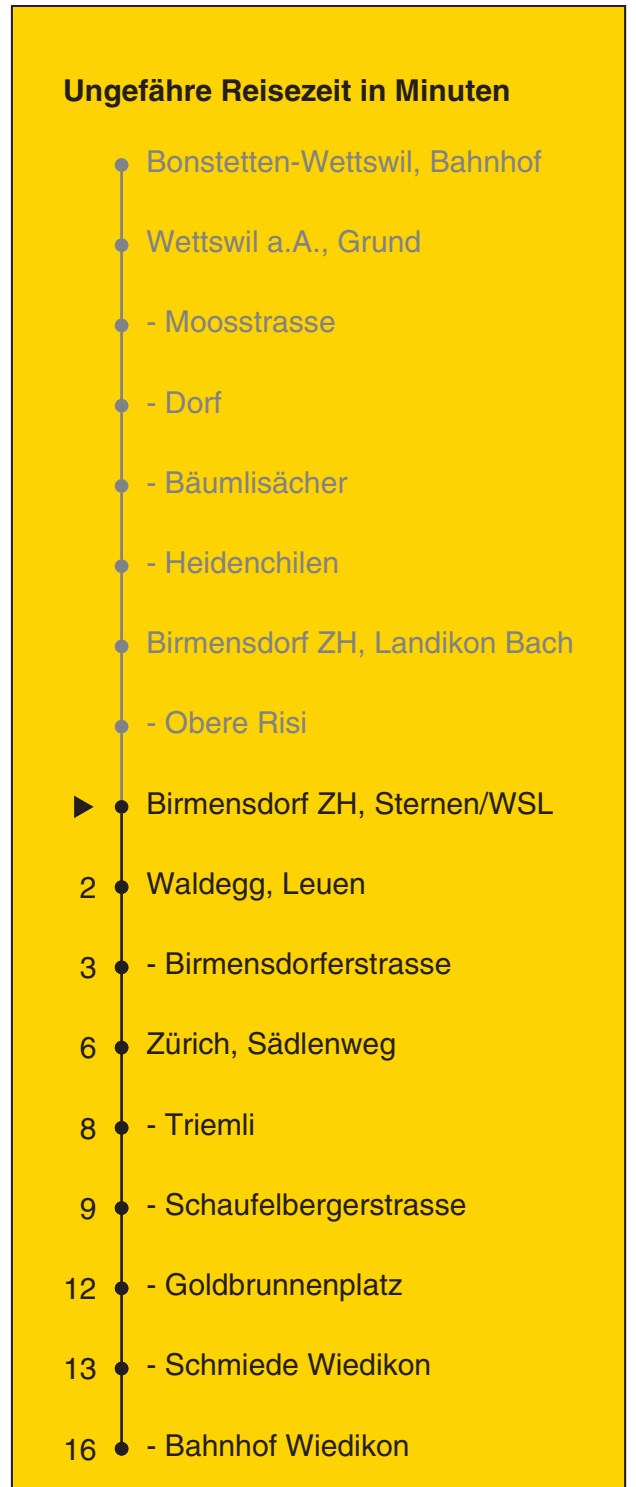 Ungefähre Reisezeit in Minuten
Bonstetten-Wettswil, Bahnhof
Wettswil a.A., Grund
- Moosstrasse
- Dorf
- Bäumlisächer
- Heidenchilen
Birmensdorf ZH, Landikon Bach
- Obere Risi
Birmensdorf ZH, Sternen/WSL
2 Waldegg, Leuen
3 - Birmensdorferstrasse
6 Zürich, Sädlenweg
8 - Triemli
9 - Schaufelbergerstrasse
12 - Goldbrunnenplatz
13 - Schmiede Wiedikon
16 - Bahnhof Wiedikon